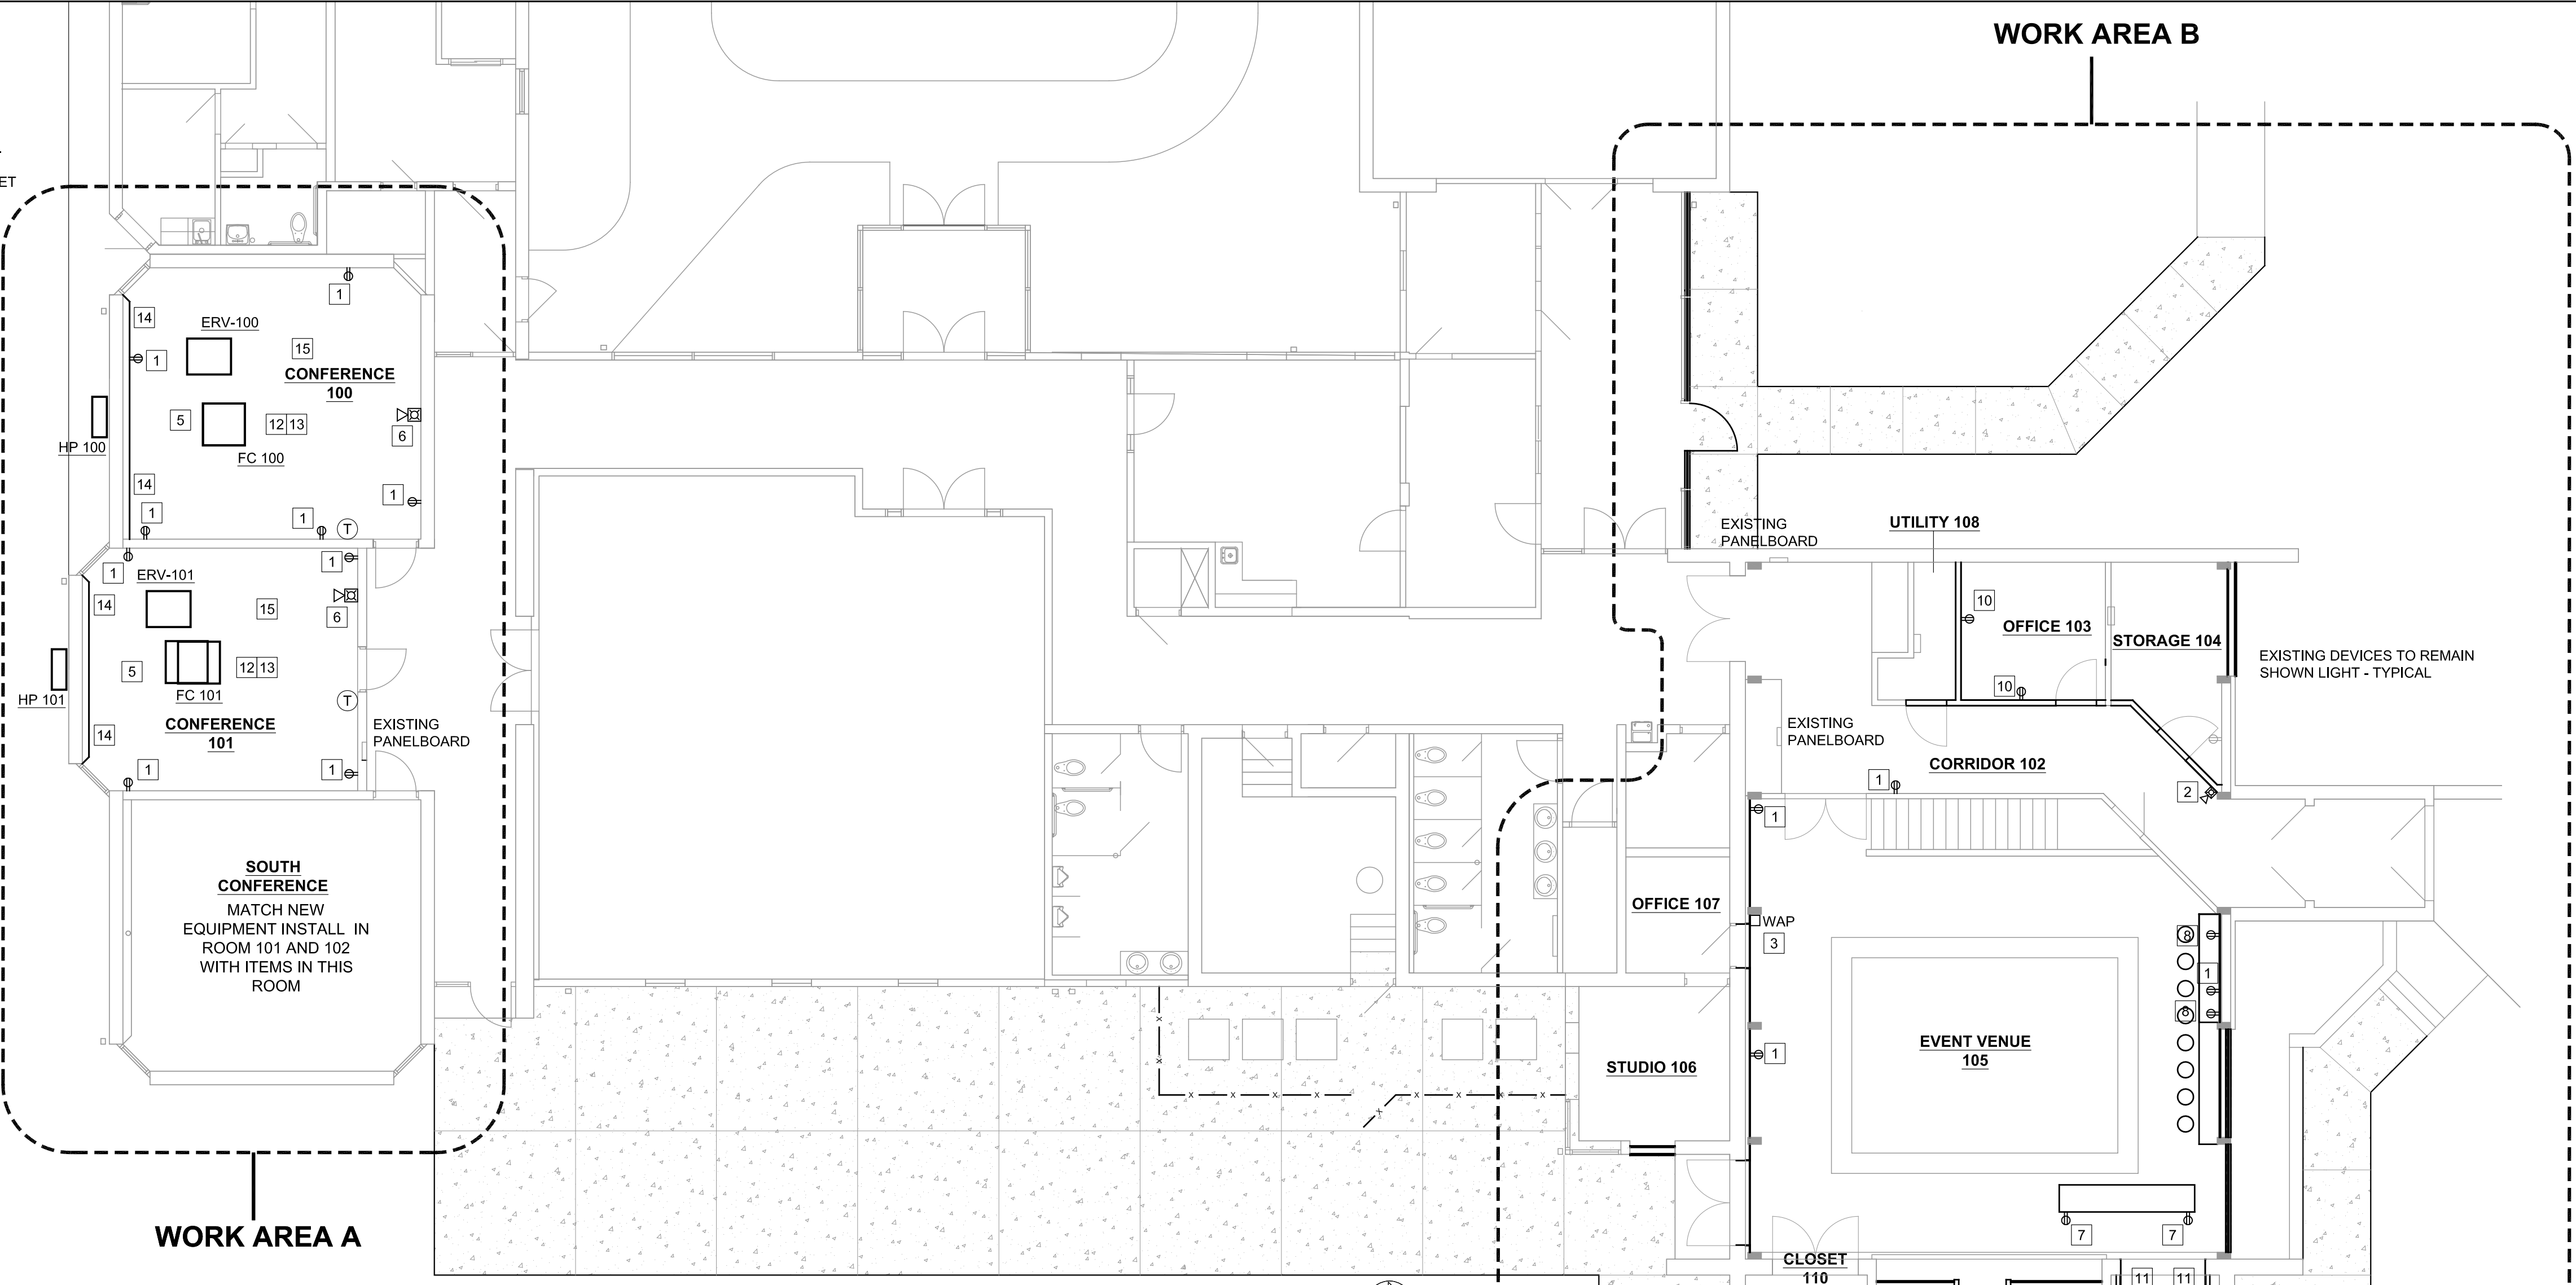 WORK AREA B
ET
1
14
ERV-100
15
1
CONFERENCE
100
5
12 13
6
HP 100
FC 100
14
1
1
1
T
1
1
ERV-101
14
15
6
5
12 13
HP 101
FC 101
T
CONFERENCE
101
14
EXISTING
PANELBOARD
1
1
SOUTH
CONFERENCE
MATCH NEW
EQUIPMENT INSTALL IN
ROOM 101 AND 102
WITH ITEMS IN THIS
ROOM
WORK AREA A
EXISTING
PANELBOARD
UTILITY 108
10
OFFICE 103
STORAGE 104
10
EXISTING DEVICES TO REMAIN
SHOWN LIGHT - TYPICAL
EXISTING
PANELBOARD
CORRIDOR 102
1
2
1
OFFICE 107
WAP
3
8
1
8
1
EVENT VENUE
105
STUDIO 106
x
x
x x x x x x x x x
x
7
7
CLOSET
110
11
11